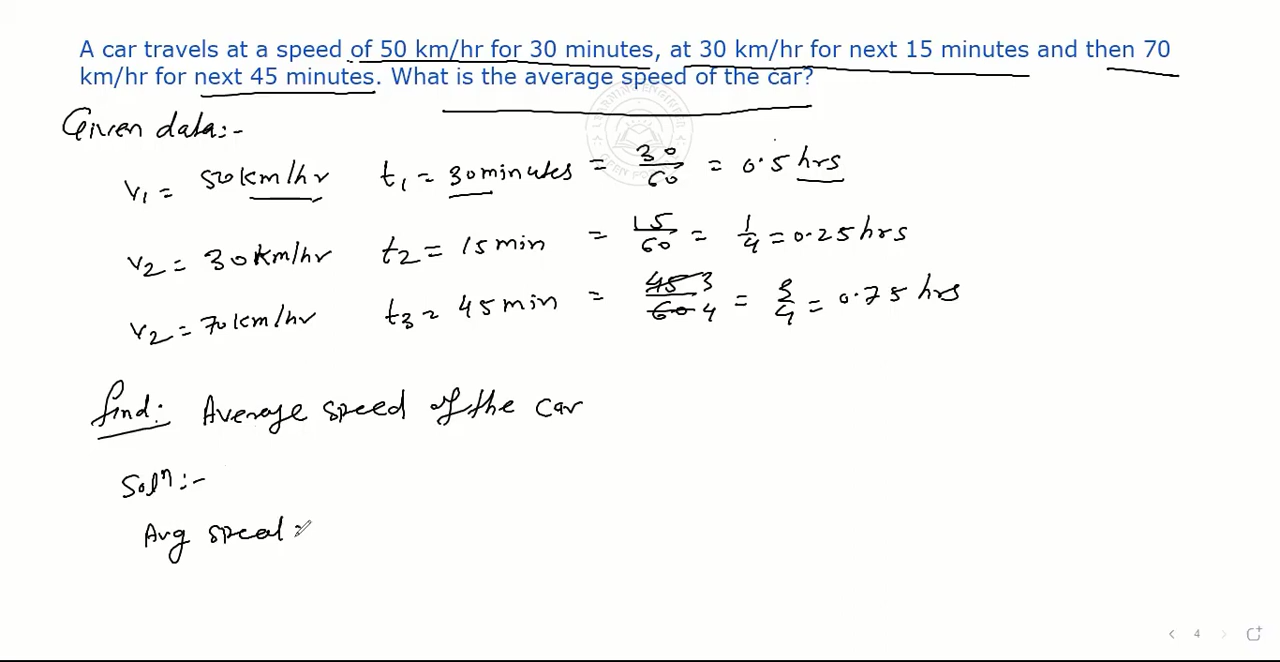 A car travels at a speed of 50 km/hr for 30 minutes, at 30 km/hr for next 15 minutes and then 70
km/hr for next 45 minutes. What is the average speed of the car?
Given data:-
v1 = 50km/hr t1 = 30minutes = 30/60 = 0.5 hrs
v2 = 30km/hr t2 = 15 min = 15/60 = 1/4 = 0.25 hrs
v2 = 70km/hr t3 = 45 min = 45 3/60 4 = 3/4 = 0.75 hrs
find: Average speed of the car
Soln:-
Avg speed =
4